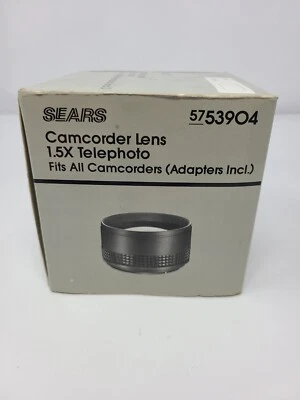 SEARS 5753904
Camcorder Lens
1.5X Telephoto
Fits All Camcorders (Adapters Incl.)